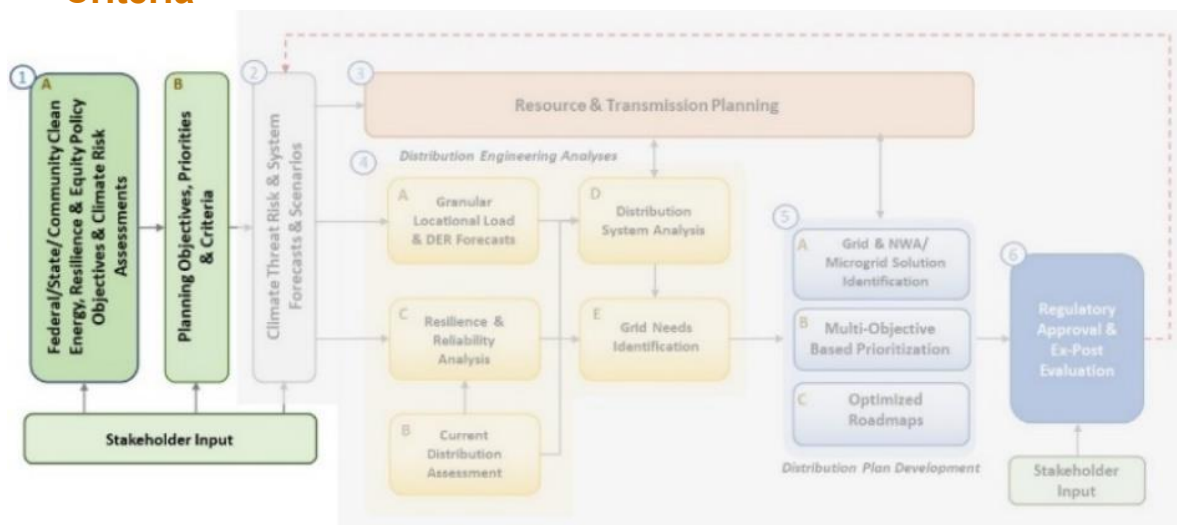 Criteria
1
A
Federal/State/Community Clean
Energy, Resilience & Equity Policy
Objectives & Climate Risk
Assessments
B
Planning Objectives, Priorities
& Criteria
2
Climate Threat Risk & System
Forecasts & Scenarios
Stakeholder Input
3
Resource & Transmission Planning
4
Distribution Engineering Analyses
A
Granular
Locational Load
& DER Forecasts
D
Distribution
System Analysis
C
Resilience &
Reliability
Analysis
E
Grid Needs
Identification
B
Current
Distribution
Assessment
5
A
Grid & NWA/
Microgrid Solution
Identification
B
Multi-Objective
Based Prioritization
C
Optimized
Roadmaps
Distribution Plan Development
6
Regulatory
Approval &
Ex-Post
Evaluation
Stakeholder
Input